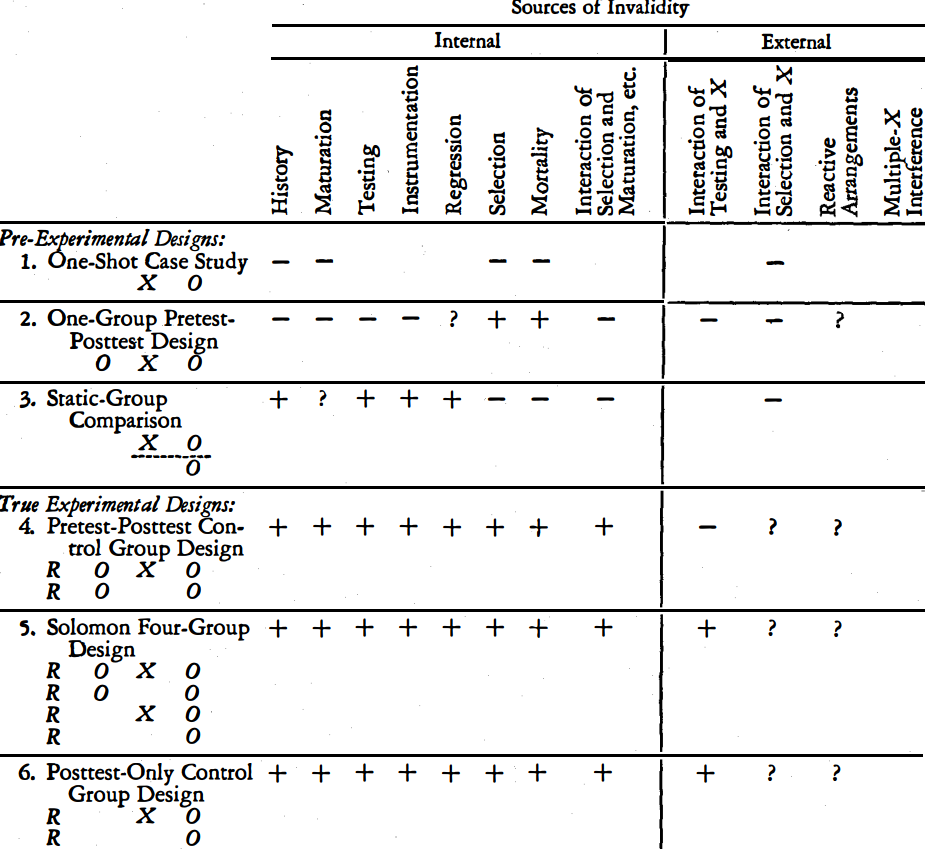 Sources of Invalidity
Internal External
History
Maturation
Testing
Instrumentation
Regression
Selection
Mortality
Interaction of
Selection and
Maturation, etc.
Interaction of
Testing and X
Interaction of
Selection and X
Reactive
Arrangements
Multiple-X
Interference
Pre-Experimental Designs:
1. One-Shot Case Study − − − − −
X O
2. One-Group Pretest- − − − − ? + + − − − ?
Posttest Design
O X O
3. Static-Group + ? + + + − − − −
Comparison
X O
O
True Experimental Designs:
4. Pretest-Posttest Con- + + + + + + + + − ? ?
trol Group Design
R O X O
R O O
5. Solomon Four-Group + + + + + + + + + ? ?
Design
R O X O
R O O
R X O
R O
6. Posttest-Only Control + + + + + + + + + ? ?
Group Design
R X O
R O